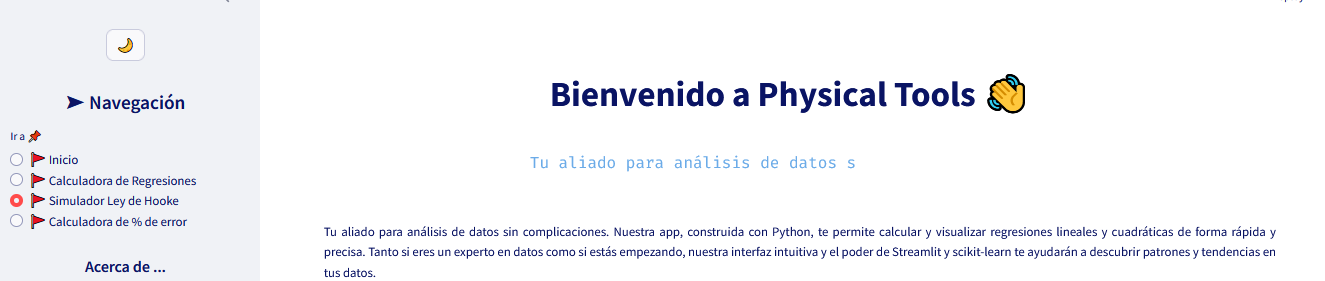 ➤ Navegación
Ir a 📌
Inicio
Calculadora de Regresiones
Simulador Ley de Hooke
Calculadora de % de error
Acerca de ...
Bienvenido a Physical Tools 👋
Tu aliado para análisis de datos s
Tu aliado para análisis de datos sin complicaciones. Nuestra app, construida con Python, te permite calcular y visualizar regresiones lineales y cuadráticas de forma rápida y
precisa. Tanto si eres un experto en datos como si estás empezando, nuestra interfaz intuitiva y el poder de Streamlit y scikit-learn te ayudarán a descubrir patrones y tendencias en
tus datos.